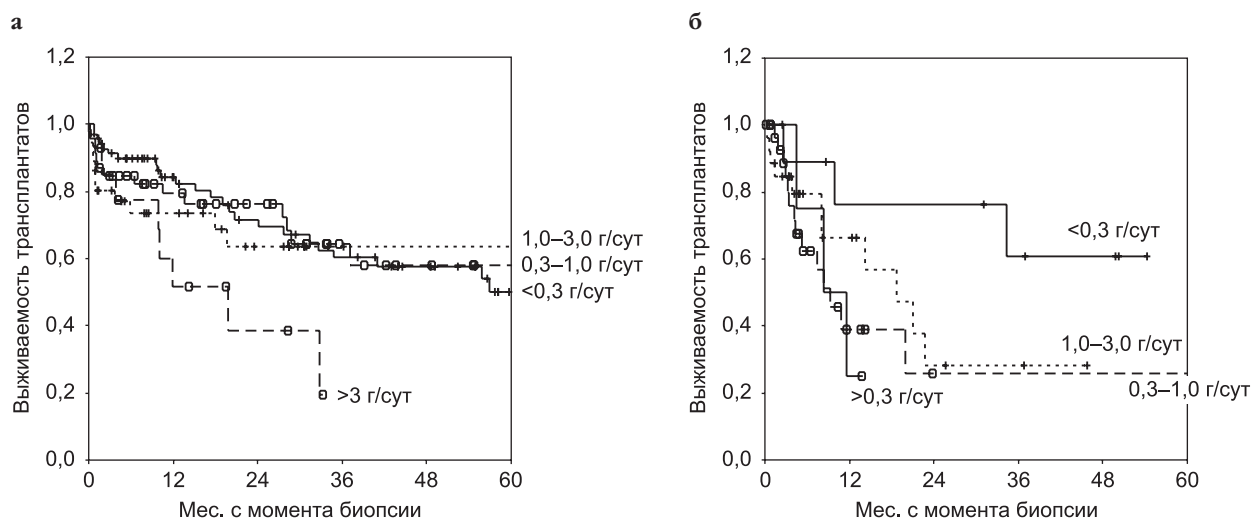 а
1,2
1,0
0,8
0,6
0,4
0,2
0,0
Выживаемость трансплантатов
0 12 24 36 48 60
Мес. с момента биопсии
1,0–3,0 г/сут
0,3–1,0 г/сут
<0,3 г/сут
>3 г/сут
б
1,2
1,0
0,8
0,6
0,4
0,2
0,0
Выживаемость трансплантатов
0 12 24 36 48 60
Мес. с момента биопсии
<0,3 г/сут
1,0–3,0 г/сут
>0,3 г/сут
0,3–1,0 г/сут